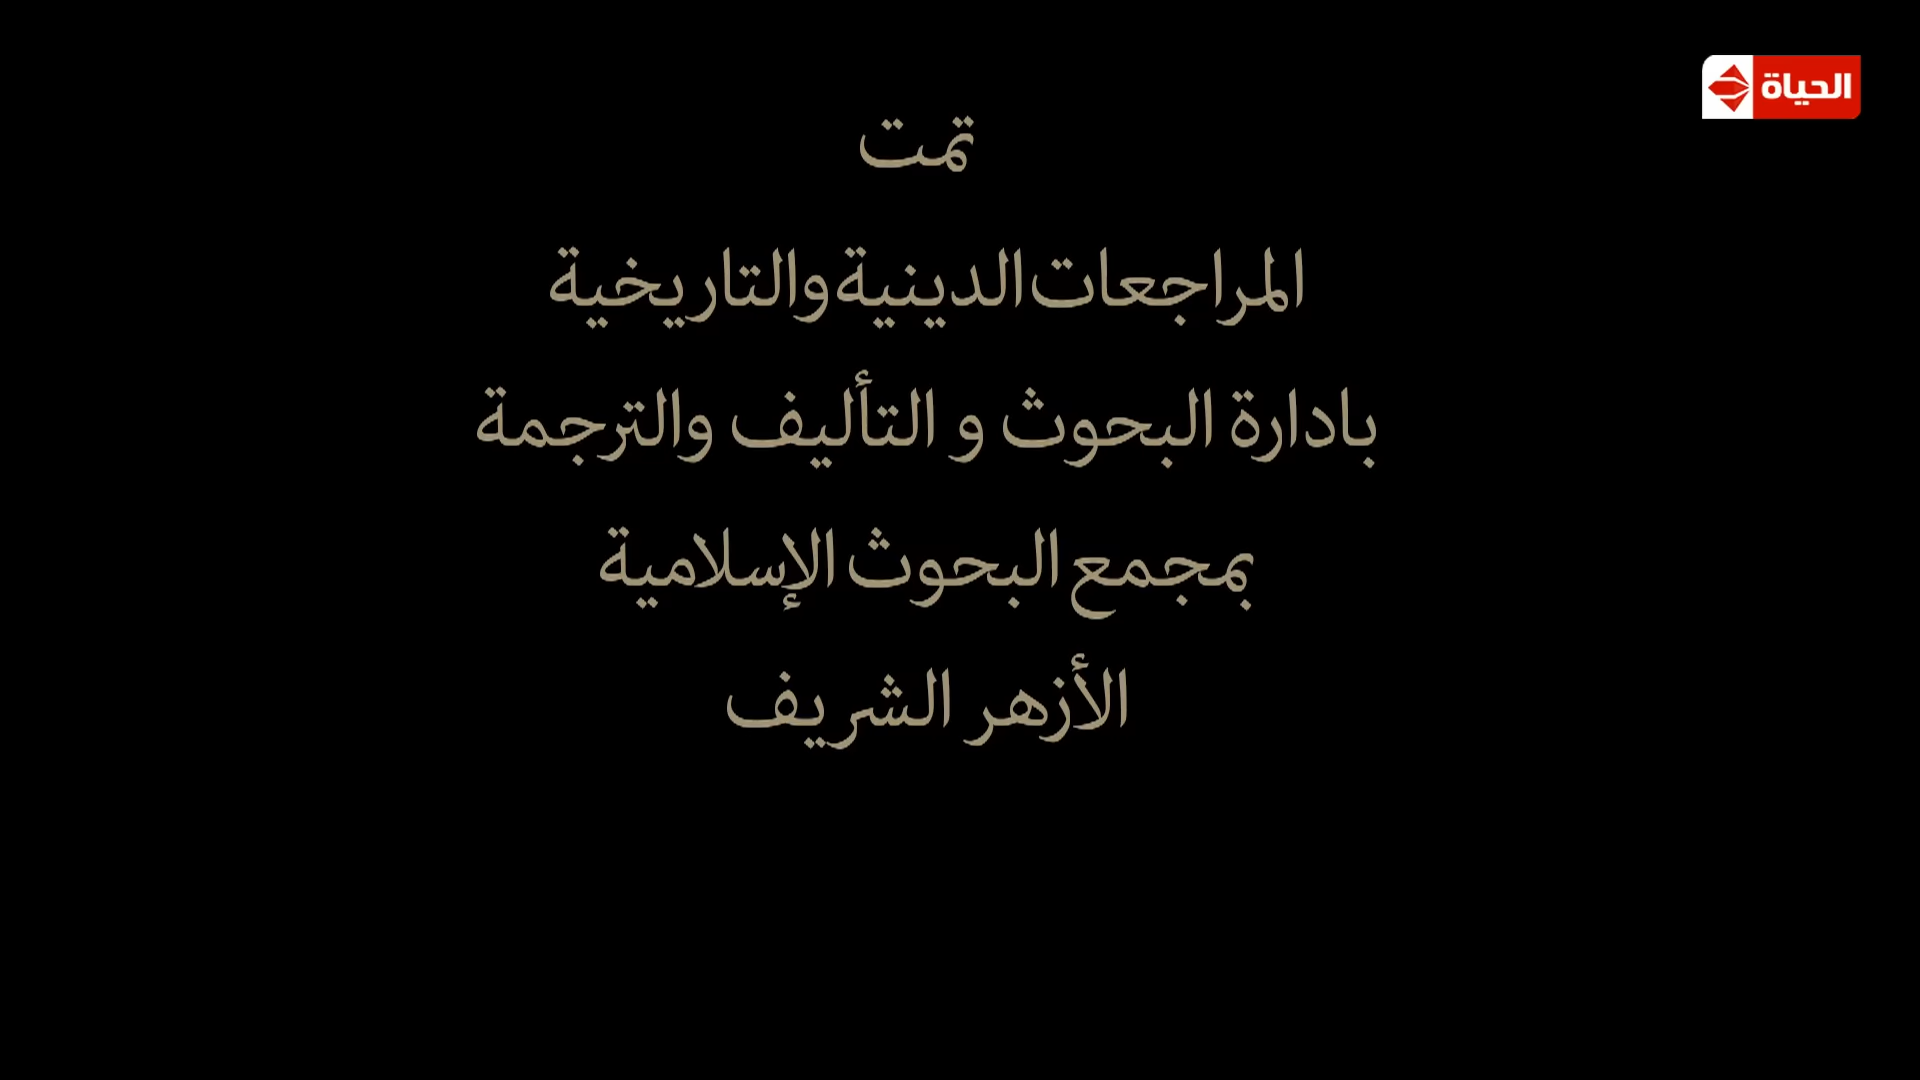 الحياة
تمت
المراجعات الدينية والتاريخية
بادارة البحوث و التأليف والترجمة
بمجمع البحوث الإسلامية
الأزهر الشريف